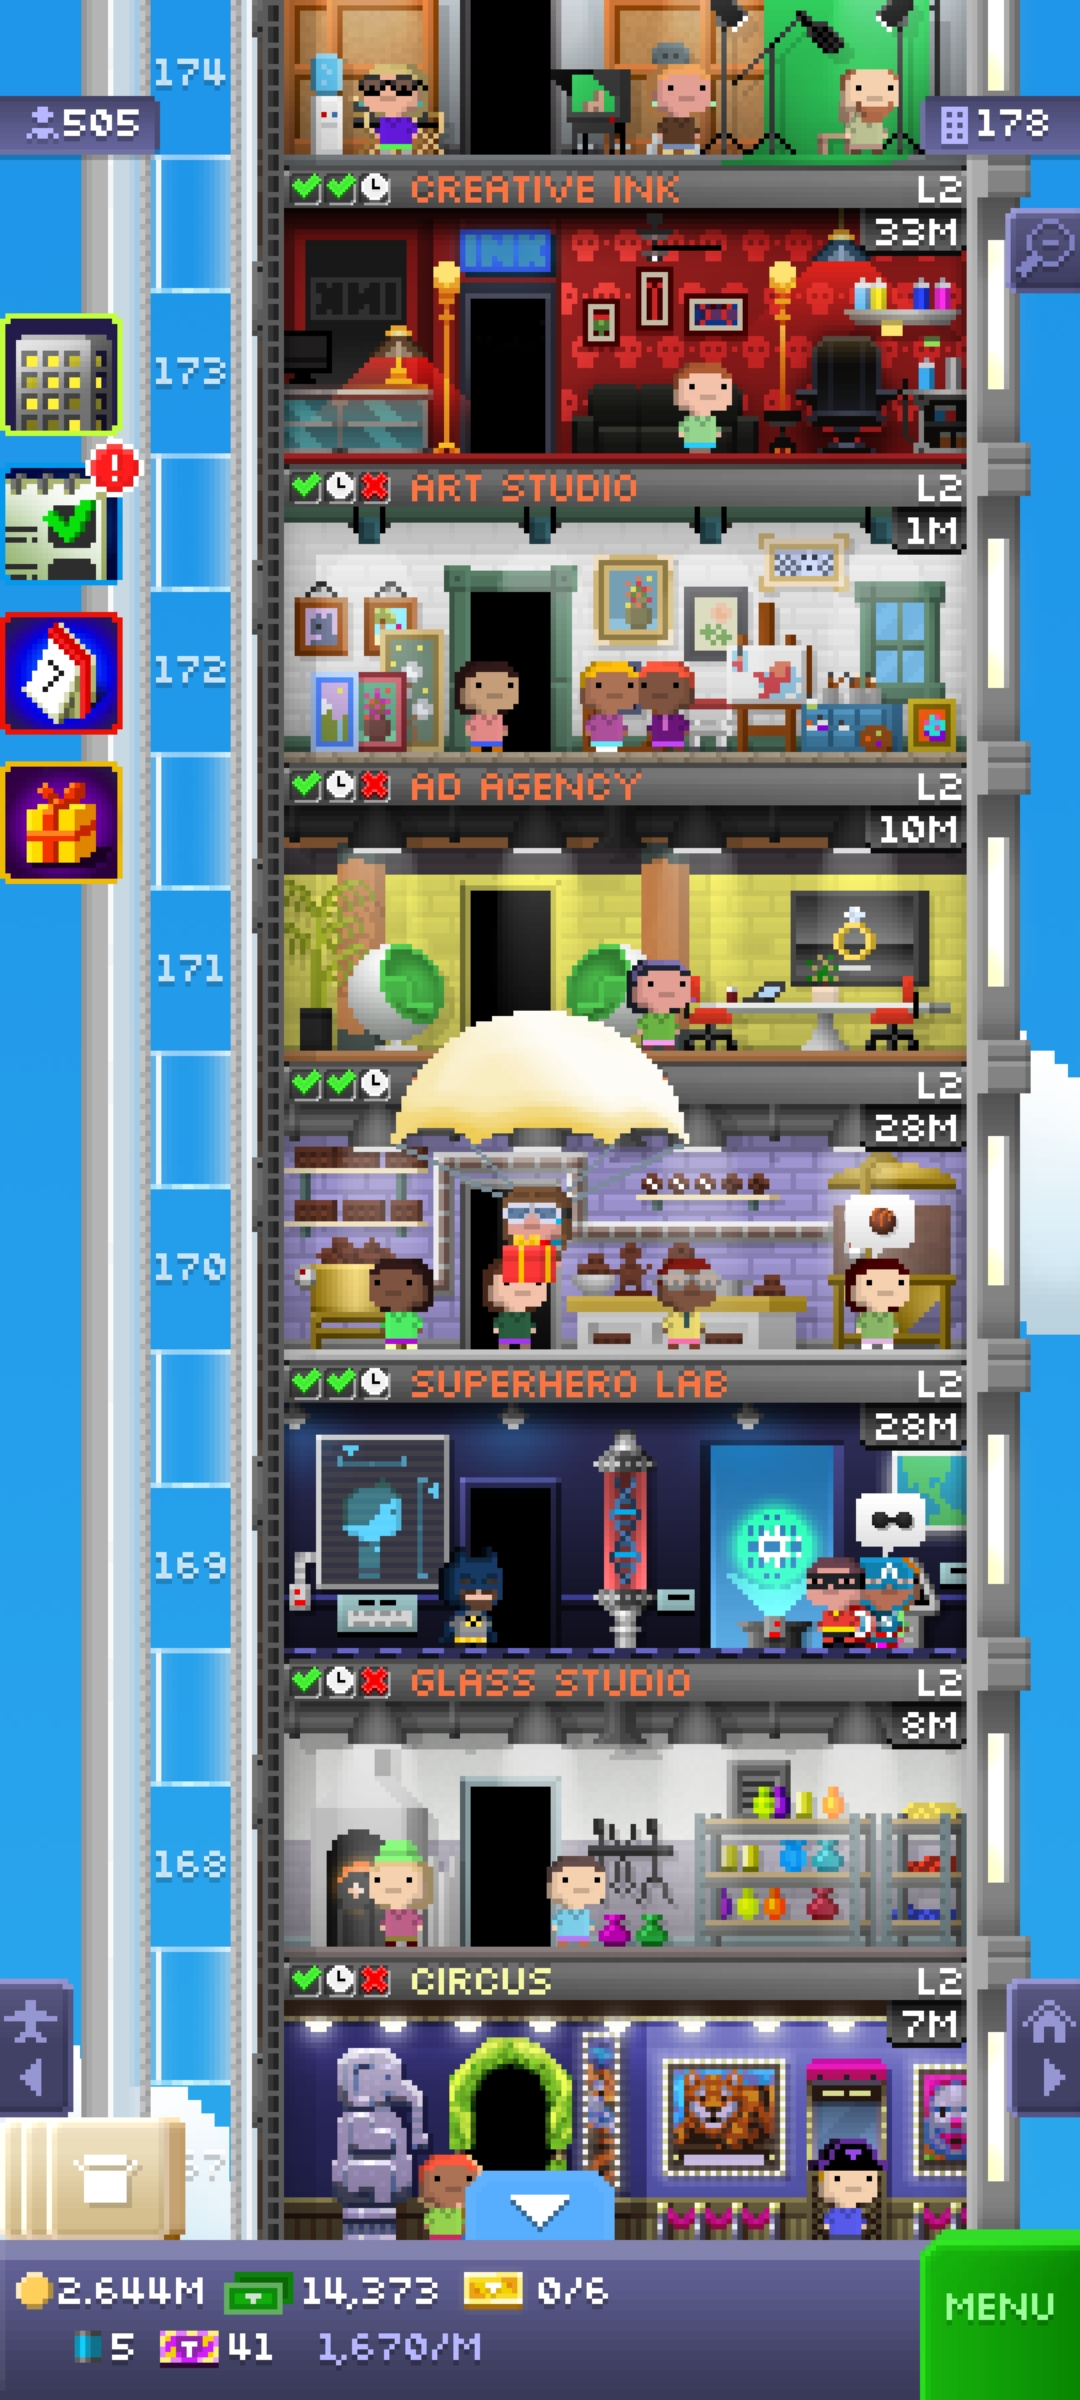 174
505
178
CREATIVE INK L2
33M
INK
173
ART STUDIO L2
1M
172
AD AGENCY L2
10M
171
L2
28M
170
SUPERHERO LAB L2
28M
169
GLASS STUDIO L2
8M
168
CIRCUS L2
7M
2.644M 14,373 0/6
5 T 41 1,670/M
MENU